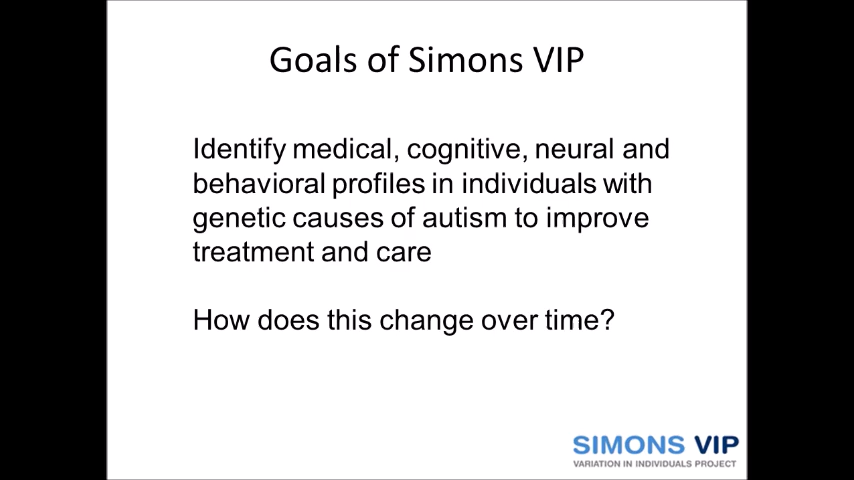 Goals of Simons VIP
Identify medical, cognitive, neural and
behavioral profiles in individuals with
genetic causes of autism to improve
treatment and care
How does this change over time?
SIMONS VIP
VARIATION IN INDIVIDUALS PROJECT